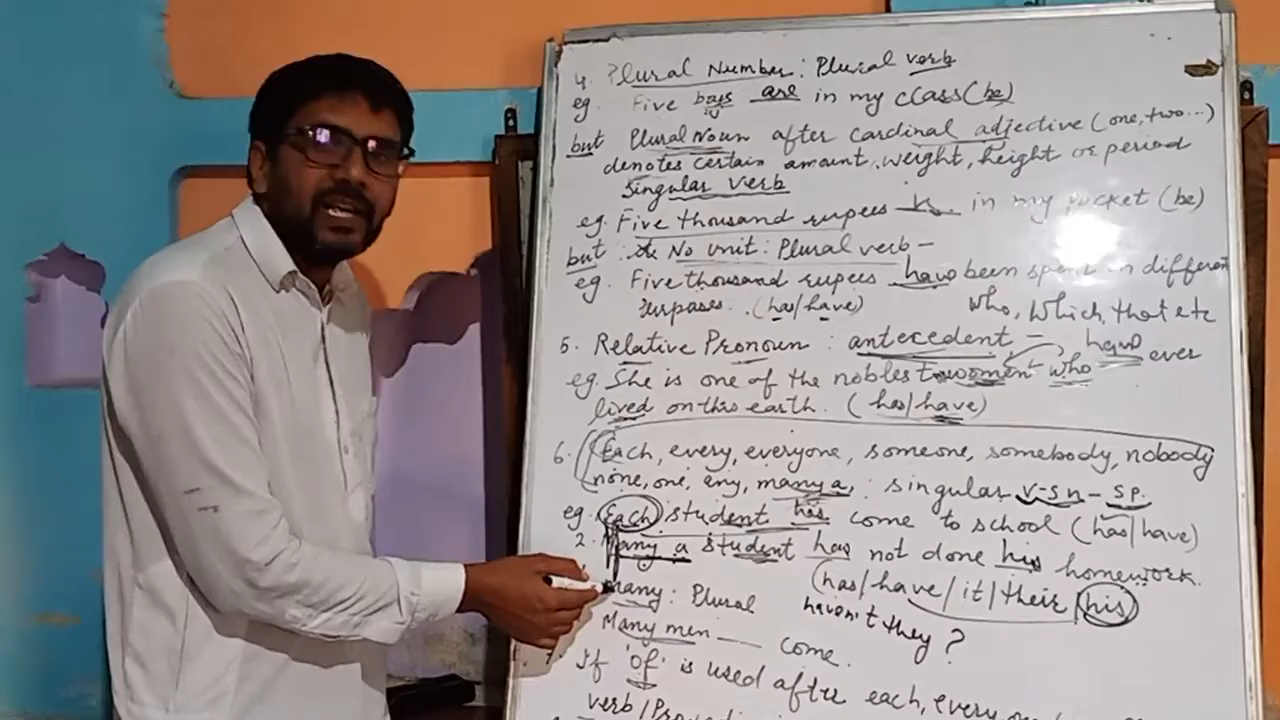 4. Plural Number: Plural verb
eg. Five boys are in my class (be)
but Plural Noun after cardinal adjective (one, two...)
denotes certain amount, weight, height or period
singular verb
eg. Five thousand rupees is in my pocket (be)
but No unit: Plural verb -
eg. Five thousand rupees have been spent in different
purpases. (has/have)
who, which, that etc
5. Relative Pronoun: antecedent -
have
eg. She is one of the noblest women who ever
lived on this earth. (has/have)
6. (Each, every, everyone, someone, somebody, nobody
none, one, any, many a, : singular V-Sn-SP.
eg. Each student has come to school (has/have)
2. Many a student has not done his homework.
(has/have/it/their/his)
Many: Plural
haven't they?
Many men ___ come.
If 'of' is used after each, every,
verb/